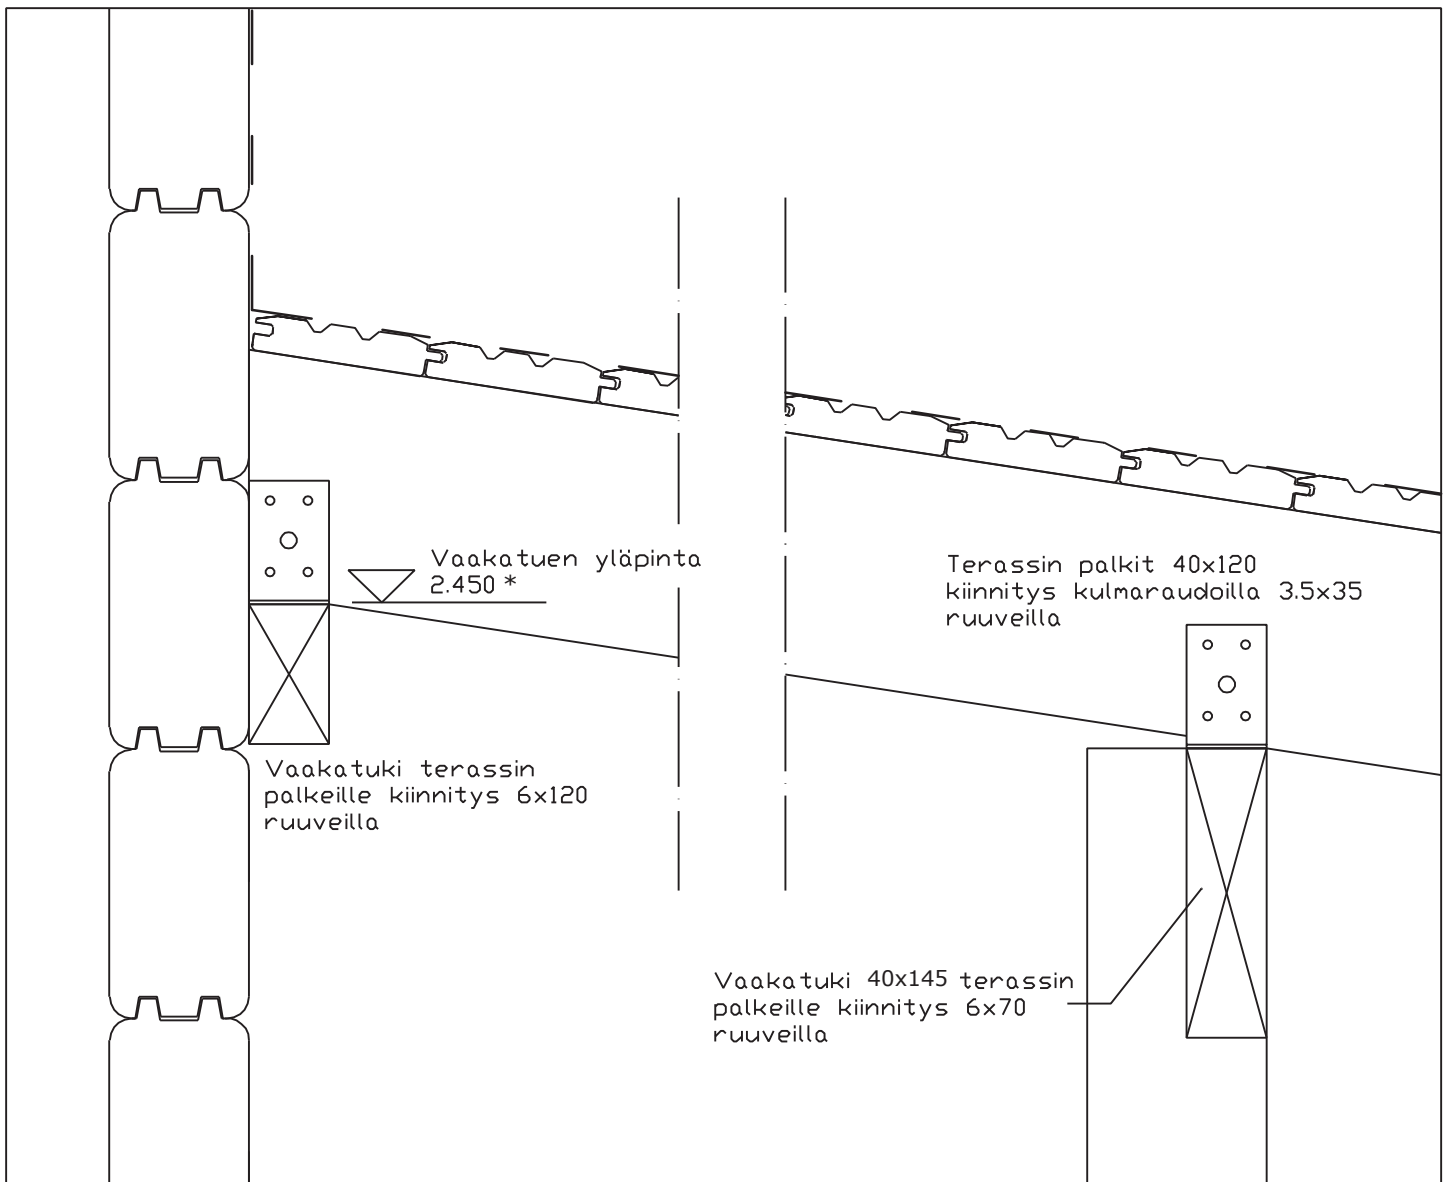 Vaakatuen yläpinta
2.450 *
Terassin palkit 40x120
kiinnitys kulmaraudoilla 3.5x35
ruuveilla
Vaakatuki terassin
palkeille kiinnitys 6x120
ruuveilla
Vaakatuki 40x145 terassin
palkeille kiinnitys 6x70
ruuveilla